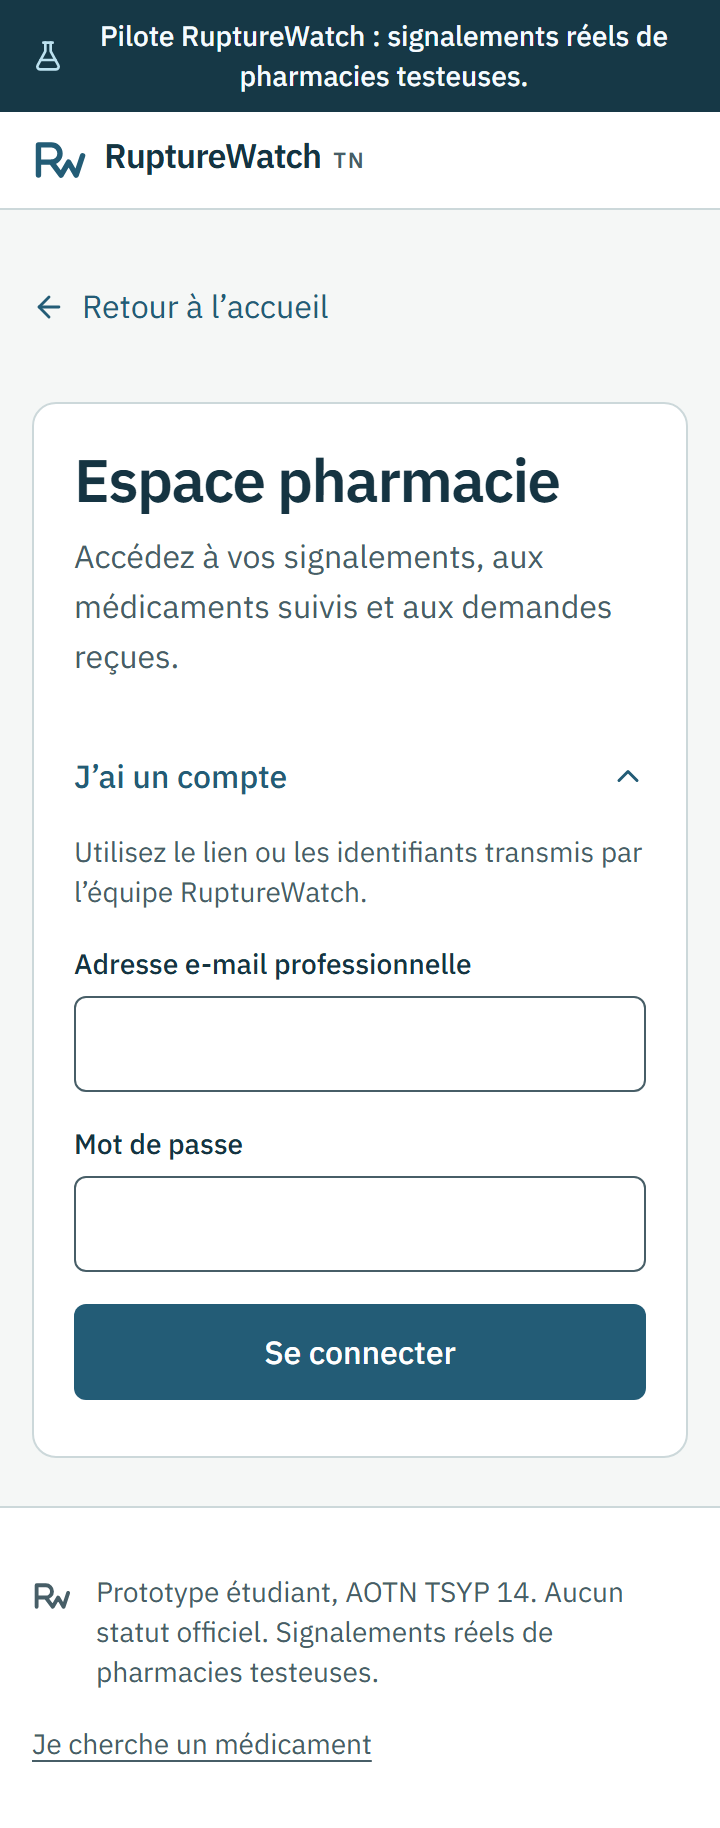 Pilote RuptureWatch : signalements réels de
pharmacies testeuses.
RW RuptureWatch TN
Retour à l’accueil
Espace pharmacie
Accédez à vos signalements, aux
médicaments suivis et aux demandes
reçues.
J’ai un compte
Utilisez le lien ou les identifiants transmis par
l’équipe RuptureWatch.
Adresse e-mail professionnelle
Mot de passe
Se connecter
RW Prototype étudiant, AOTN TSYP 14. Aucun
statut officiel. Signalements réels de
pharmacies testeuses.
Je cherche un médicament